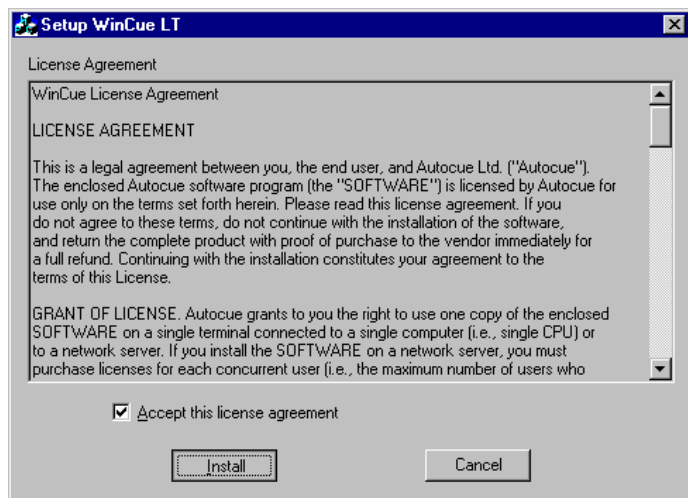 Setup WinCue LT
License Agreement
WinCue License Agreement
LICENSE AGREEMENT
This is a legal agreement between you, the end user, and Autocue Ltd. ("Autocue").
The enclosed Autocue software program (the "SOFTWARE") is licensed by Autocue for
use only on the terms set forth herein. Please read this license agreement. If you
do not agree to these terms, do not continue with the installation of the software,
and return the complete product with proof of purchase to the vendor immediately for
a full refund. Continuing with the installation constitutes your agreement to the
terms of this License.
GRANT OF LICENSE. Autocue grants to you the right to use one copy of the enclosed
SOFTWARE on a single terminal connected to a single computer (i.e., single CPU) or
to a network server. If you install the SOFTWARE on a network server, you must
purchase licenses for each concurrent user (i.e., the maximum number of users who
Accept this license agreement
Install
Cancel